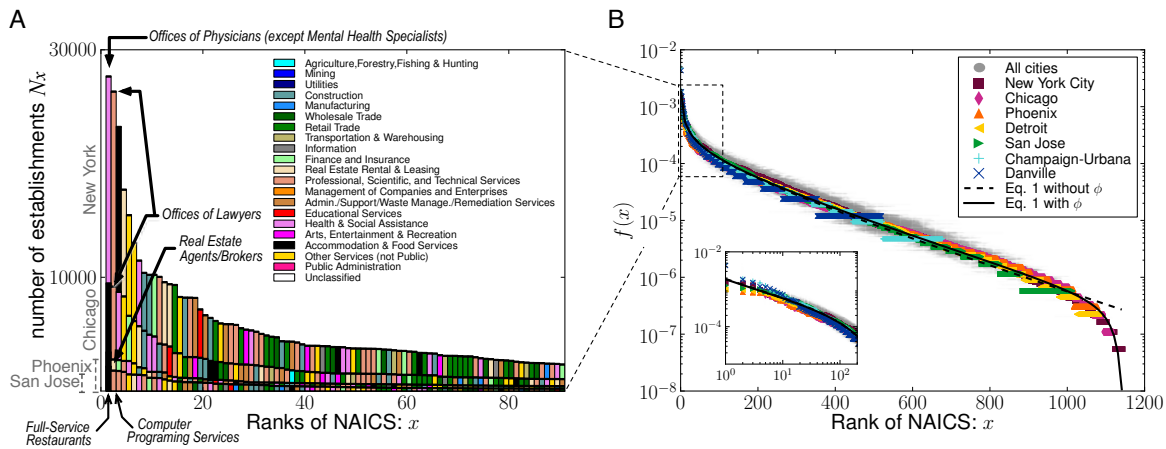 A
30000
10000
0
20
40
60
80
number of establishments Nx
New York
Chicago
Phoenix
San Jose
Ranks of NAICS: x
Offices of Physicians (except Mental Health Specialists)
Offices of Lawyers
Real Estate
Agents/Brokers
Full-Service
Restaurants
Computer
Programing Services
Agriculture,Forestry,Fishing & Hunting
Mining
Utilities
Construction
Manufacturing
Wholesale Trade
Retail Trade
Transportation & Warehousing
Information
Finance and Insurance
Real Estate Rental & Leasing
Professional, Scientific, and Technical Services
Management of Companies and Enterprises
Admin./Support/Waste Manage./Remediation Services
Educational Services
Health & Social Assistance
Arts, Entertainment & Recreation
Accommodation & Food Services
Other Services (not Public)
Public Administration
Unclassified
B
10⁻²
10⁻³
10⁻⁴
10⁻⁵
10⁻⁶
10⁻⁷
10⁻⁸
f(x)
0
200
400
600
800
1000
1200
Rank of NAICS: x
All cities
New York City
Chicago
Phoenix
Detroit
San Jose
Champaign-Urbana
Danville
Eq. 1 without ϕ
Eq. 1 with ϕ
10⁻²
10⁻⁴
10⁰
10¹
10²